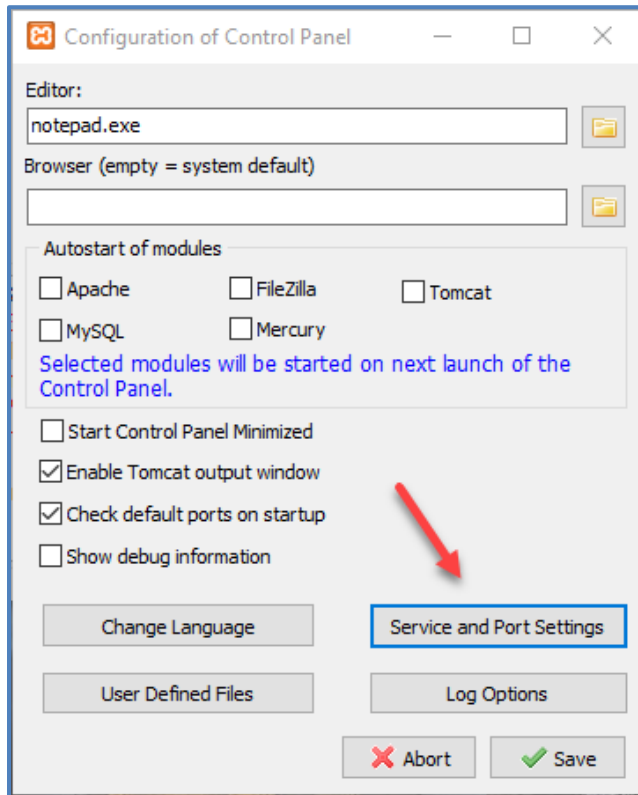 Configuration of Control Panel
Editor:
notepad.exe
Browser (empty = system default)
Autostart of modules
Apache
FileZilla
Tomcat
MySQL
Mercury
Selected modules will be started on next launch of the
Control Panel.
Start Control Panel Minimized
Enable Tomcat output window
Check default ports on startup
Show debug information
Change Language
Service and Port Settings
User Defined Files
Log Options
Abort
Save